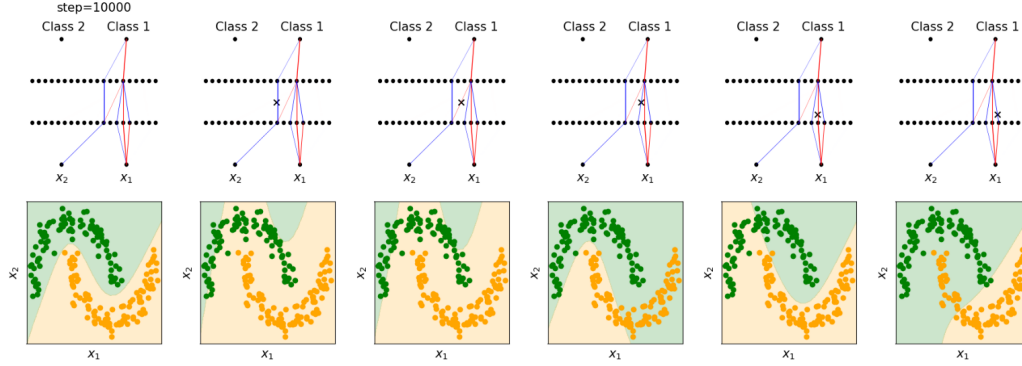 step=10000
Class 2 Class 1 Class 2 Class 1 Class 2 Class 1 Class 2 Class 1 Class 2 Class 1 Class 2 Class 1
x₂ x₁ x₂ x₁ x₂ x₁ x₂ x₁ x₂ x₁ x₂ x₁
x₂ x₂ x₂ x₂ x₂ x₂
x₁ x₁ x₁ x₁ x₁ x₁